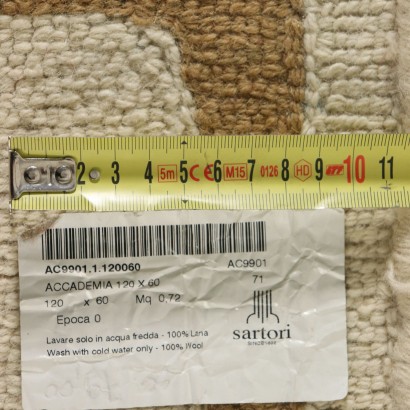 2 3 4 5m 5 CE 6 M15 7 0126 8 HD 9 10 11
AC9901.1.120060 AC9901
ACCADEMIA 120 X 60 71
120 x 60 Mq 0,72
Epoca 0
sartori
Lavare solo in acqua fredda - 100% Lana
Wash with cold water only - 100% Wool